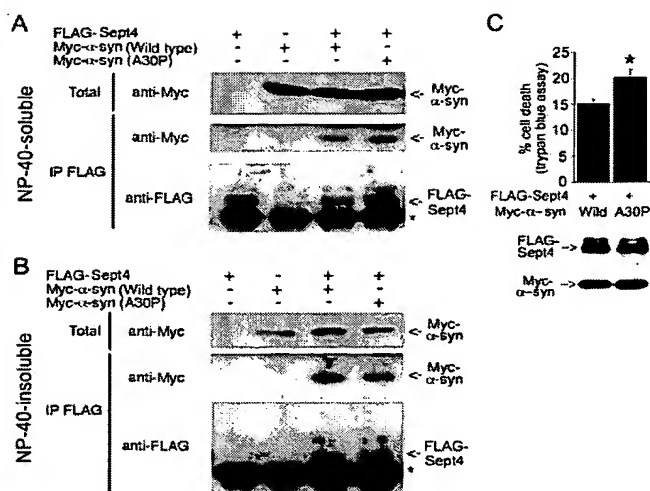 A
FLAG-Sept4 + - + +
Myc-α-syn (Wild type) - + + -
Myc-α-syn (A30P) - - - +
NP-40-soluble
Total
anti-Myc
Myc-
α-syn
IP FLAG
anti-Myc
Myc-
α-syn
anti-FLAG
FLAG-
Sept4
*
B
FLAG-Sept4 + - + +
Myc-α-syn (Wild type) - + + -
Myc-α-syn (A30P) - - - +
NP-40-insoluble
Total
anti-Myc
Myc-
α-syn
IP FLAG
anti-Myc
Myc-
α-syn
anti-FLAG
FLAG-
Sept4
*
C
% cell death
(trypan blue assay)
25
20
15
10
5
0
*
FLAG-Sept4 + +
Myc-α-syn Wild A30P
FLAG-
Sept4
Myc-
α-syn